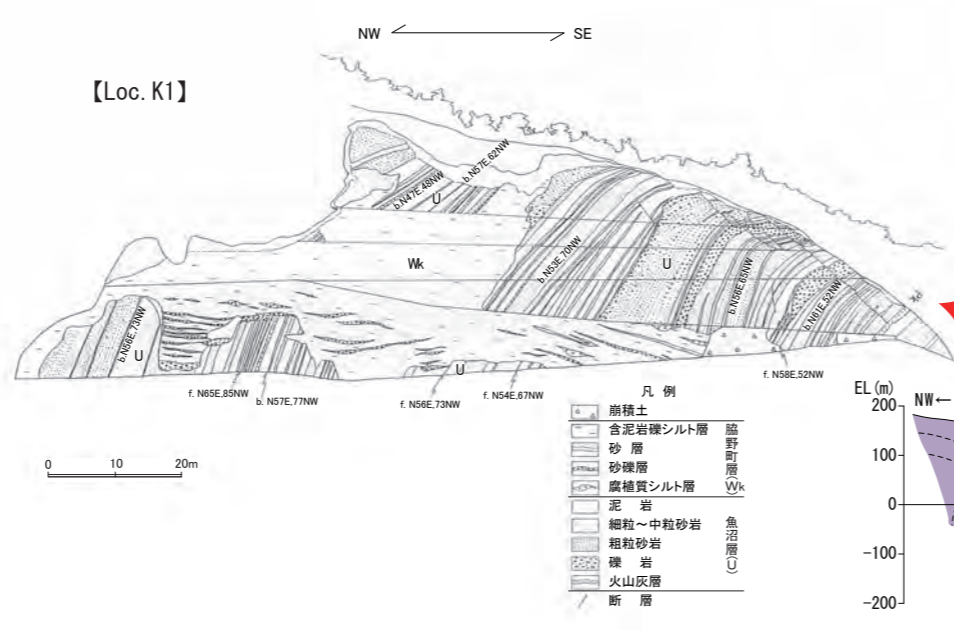 NW SE
【Loc. K1】
b.N57E,62NW
b.N47E,48NW
U
Wk
b.N53E,70NW
U
b.N56E,65NW
b.N61E,52NW
b.N56E,73NW
U
U
f. N65E,85NW
b. N57E,77NW
f. N56E,73NW
f. N54E,67NW
f. N58E,52NW
0 10 20m
凡 例
崩積土
含泥岩礫シルト層
砂 層
砂礫層
腐植質シルト層
脇野町層(Wk)
泥 岩
細粒～中粒砂岩
粗粒砂岩
礫 岩
火山灰層
魚沼層(U)
断 層
EL(m)
NW←
200
100
0
-100
-200